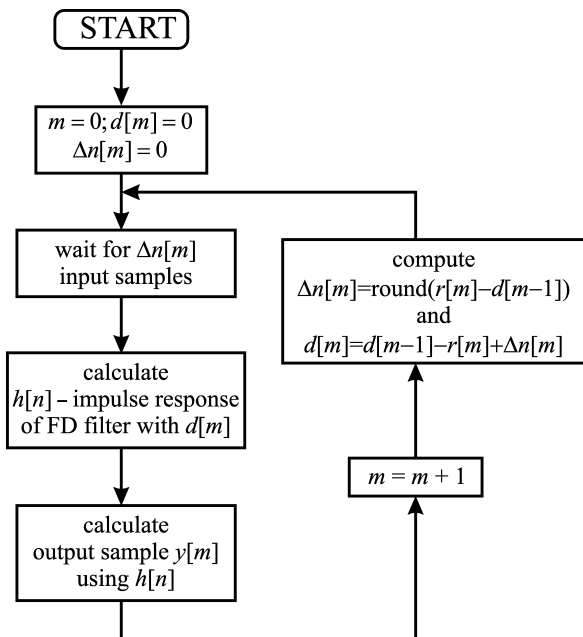 START
m = 0; d[m] = 0
Δn[m] = 0
wait for Δn[m]
input samples
calculate
h[n] – impulse response
of FD filter with d[m]
calculate
output sample y[m]
using h[n]
m = m + 1
compute
Δn[m]=round(r[m]–d[m–1])
and
d[m]=d[m–1]–r[m]+Δn[m]